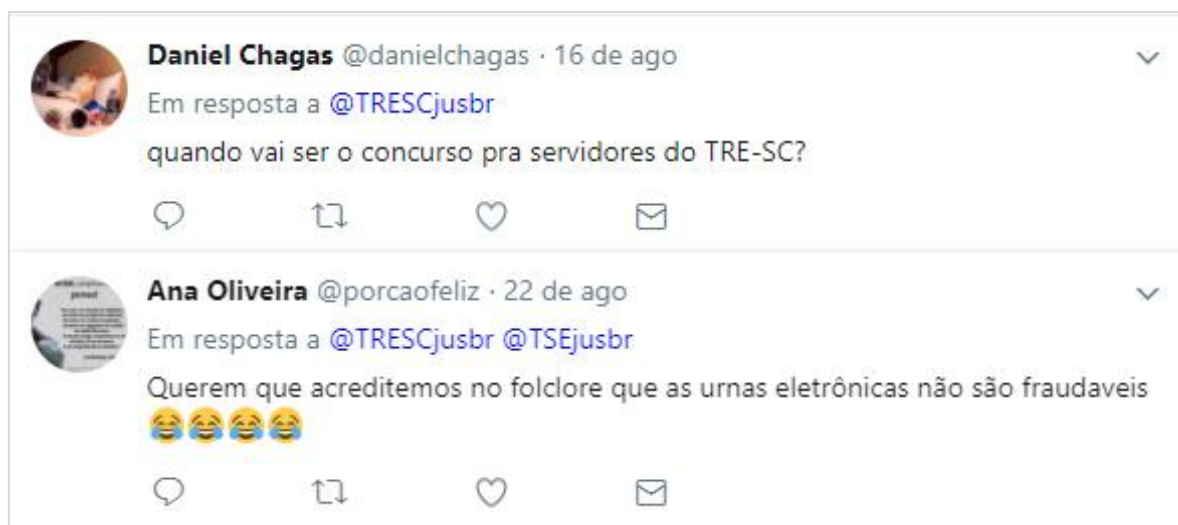 Daniel Chagas @danielchagas · 16 de ago
Em resposta a @TRESCjusbr
quando vai ser o concurso pra servidores do TRE-SC?
Ana Oliveira @porcaofeliz · 22 de ago
Em resposta a @TRESCjusbr @TSEjusbr
Querem que acreditemos no folclore que as urnas eletrônicas não são fraudaveis
😂😂😂😂